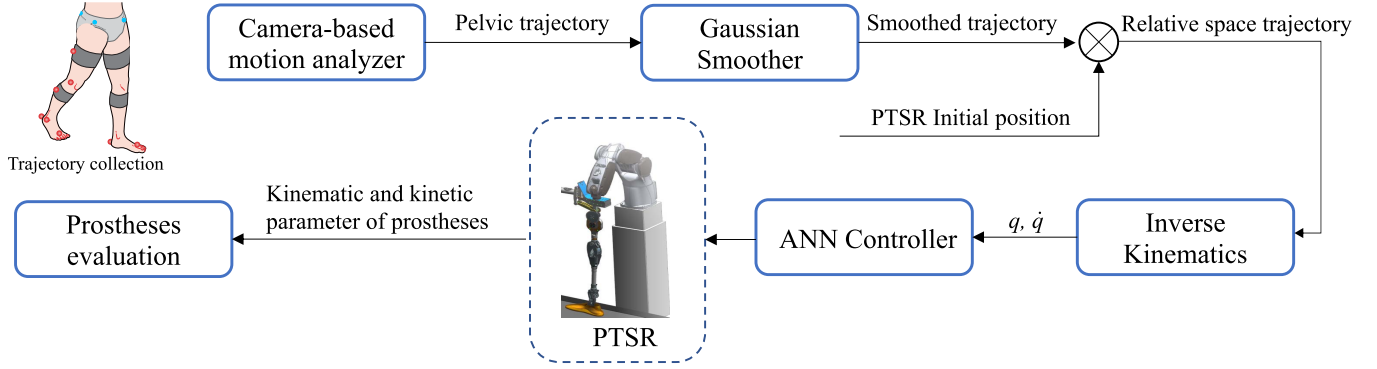 Camera-based
motion analyzer
Pelvic trajectory
Gaussian
Smoother
Smoothed trajectory
Relative space trajectory
PTSR Initial position
Trajectory collection
Prostheses
evaluation
Kinematic and kinetic
parameter of prostheses
PTSR
ANN Controller
q, q̇
Inverse
Kinematics